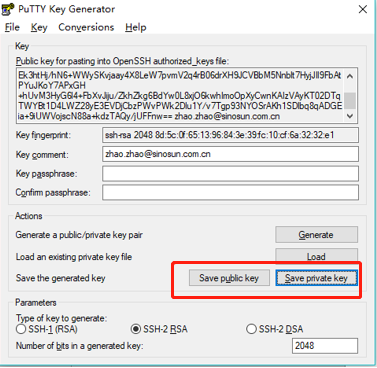 PuTTY Key Generator
File Key Conversions Help
Key
Public key for pasting into OpenSSH authorized_keys file:
Ek3htHj/hN6+WWySKvjaay4X8LeW7pvmV2q4rB06drXH9JCVBbM5Nnblt7HyjJll9FbAt
PYuJKoY7APxGH
+hUvM3HyG6l4+FbXvJiju/ZkhZkg6BdYw0L8xjO6kwhlmoOpXyCwnKAlzVAyKT02DTq
TWYBt1D4LWZ28yE3EVDjCbzPWvPWk2Dlu1Y/v7Tgp93NYOSrAKh1SDlbq8qADGE
ia+9iUWVojscN88a+kdzTAQy/jUFFnw== zhao.zhao@sinosun.com.cn
Key fingerprint: ssh-rsa 2048 8d:5c:0f:65:13:96:84:3e:39:fc:10:cf:6a:32:32:e1
Key comment: zhao.zhao@sinosun.com.cn
Key passphrase:
Confirm passphrase:
Actions
Generate a public/private key pair Generate
Load an existing private key file Load
Save the generated key Save public key Save private key
Parameters
Type of key to generate:
SSH-1 (RSA) SSH-2 RSA SSH-2 DSA
Number of bits in a generated key: 2048